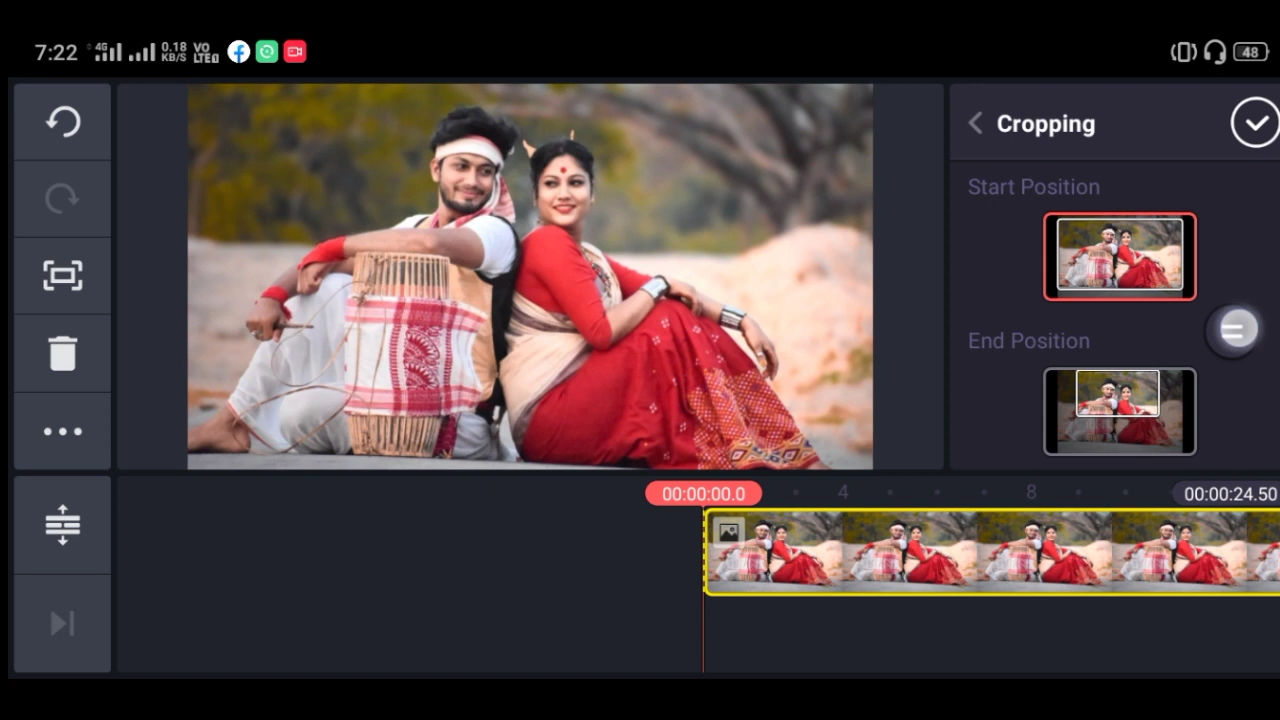 7:22 4G 0.18 KB/S VO LTE 48
Cropping
Start Position
End Position
00:00:00.0 4 8 00:00:24.50